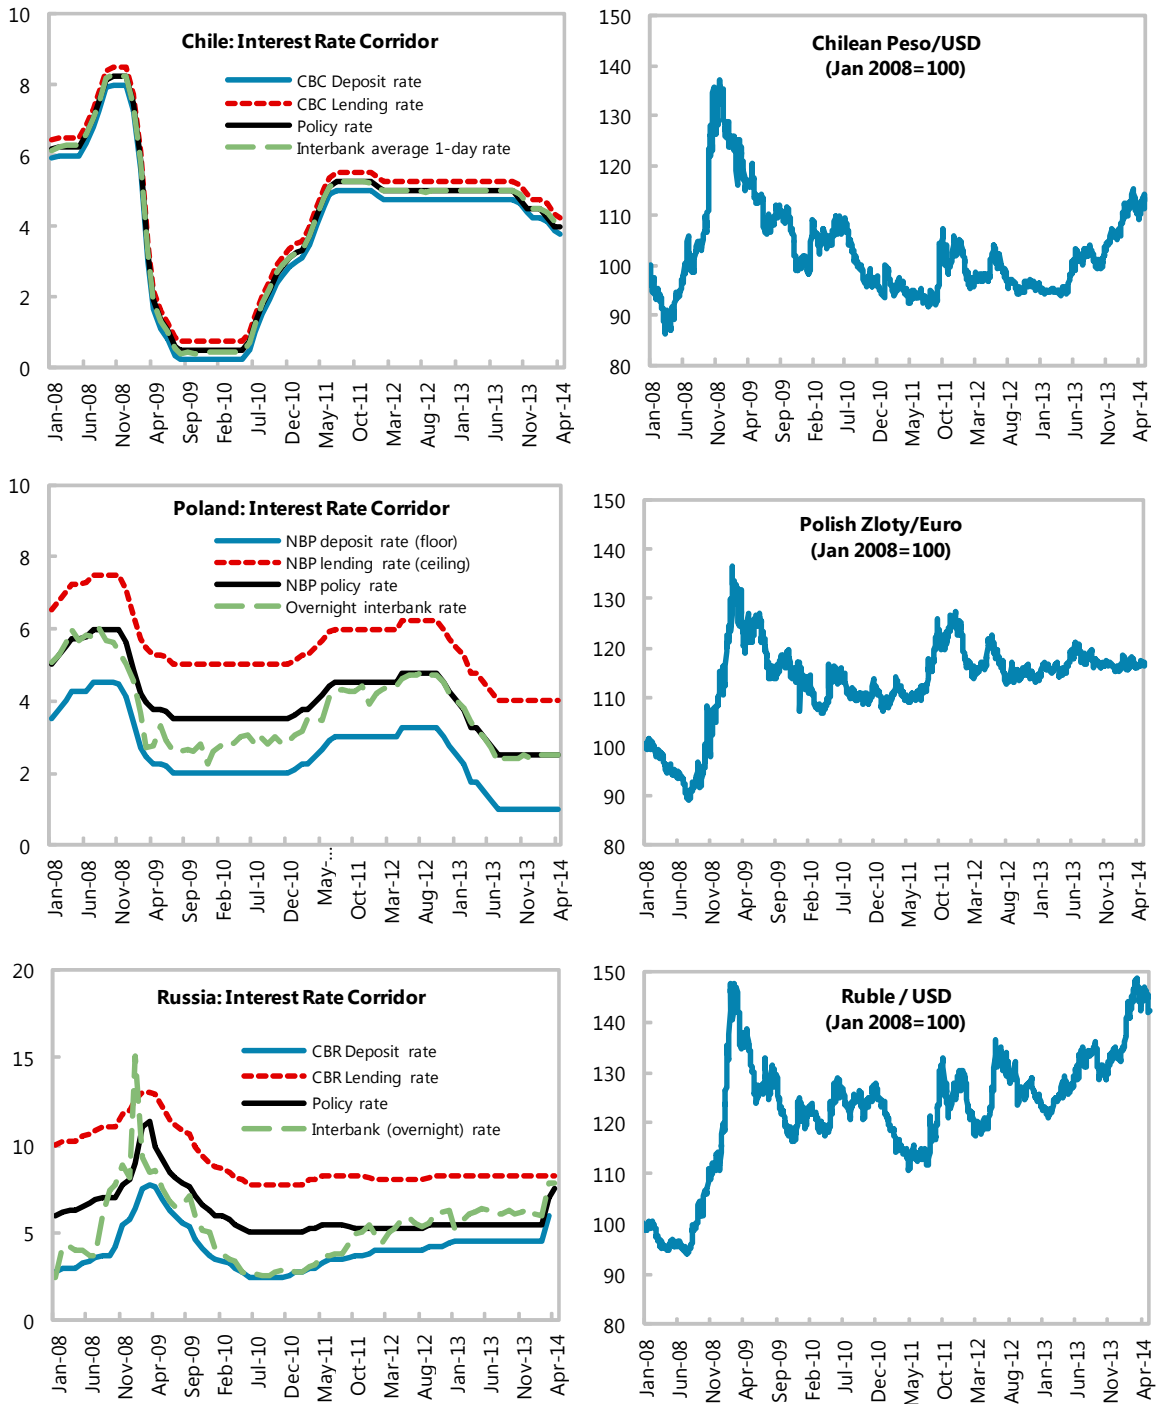 Chile: Interest Rate Corridor
CBC Deposit rate
CBC Lending rate
Policy rate
Interbank average 1-day rate
10
8
6
4
2
0
Jan-08
Jun-08
Nov-08
Apr-09
Sep-09
Feb-10
Jul-10
Dec-10
May-11
Oct-11
Mar-12
Aug-12
Jan-13
Jun-13
Nov-13
Apr-14
Chilean Peso/USD
(Jan 2008=100)
150
140
130
120
110
100
90
80
Jan-08
Jun-08
Nov-08
Apr-09
Sep-09
Feb-10
Jul-10
Dec-10
May-11
Oct-11
Mar-12
Aug-12
Jan-13
Jun-13
Nov-13
Apr-14
Poland: Interest Rate Corridor
NBP deposit rate (floor)
NBP lending rate (ceiling)
NBP policy rate
Overnight interbank rate
10
8
6
4
2
0
Jan-08
Jun-08
Nov-08
Apr-09
Sep-09
Feb-10
Jul-10
Dec-10
May-...
Oct-11
Mar-12
Aug-12
Jan-13
Jun-13
Nov-13
Apr-14
Polish Zloty/Euro
(Jan 2008=100)
150
140
130
120
110
100
90
80
Jan-08
Jun-08
Nov-08
Apr-09
Sep-09
Feb-10
Jul-10
Dec-10
May-11
Oct-11
Mar-12
Aug-12
Jan-13
Jun-13
Nov-13
Apr-14
Russia: Interest Rate Corridor
CBR Deposit rate
CBR Lending rate
Policy rate
Interbank (overnight) rate
20
15
10
5
0
Jan-08
Jun-08
Nov-08
Apr-09
Sep-09
Feb-10
Jul-10
Dec-10
May-11
Oct-11
Mar-12
Aug-12
Jan-13
Jun-13
Nov-13
Apr-14
Ruble / USD
(Jan 2008=100)
150
140
130
120
110
100
90
80
Jan-08
Jun-08
Nov-08
Apr-09
Sep-09
Feb-10
Jul-10
Dec-10
May-11
Oct-11
Mar-12
Aug-12
Jan-13
Jun-13
Nov-13
Apr-14